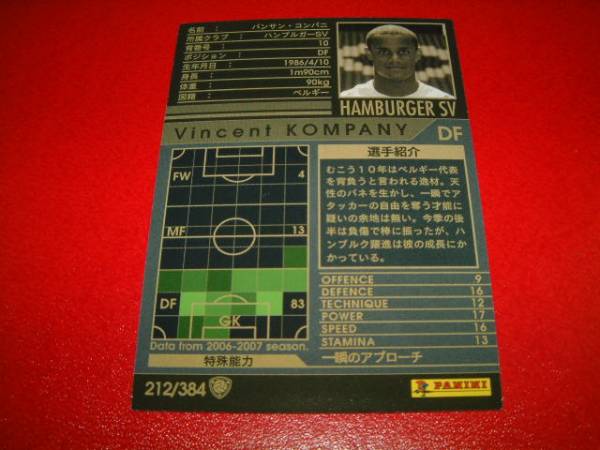 名前 : バンサン・コンパニ
所属クラブ : ハンブルガーSV
背番号 : 10
ポジション : DF
生年月日 : 1986/4/10
身長 : 1m90cm
体重 : 90kg
国籍 : ベルギー
HAMBURGER SV
Vincent KOMPANY DF
選手紹介
むこう１０年はベルギー代表
を背負うと言われる逸材。天
性のバネを生かし、一瞬でア
タッカーの自由を奪う才能に
疑いの余地は無い。今季の後
半は負傷で棒に振ったが、ハ
ンブルク躍進は彼の成長にか
かっている。
FW 4
MF 13
DF 83
GK
Data from 2006-2007 season.
OFFENCE 9
DEFENCE 16
TECHNIQUE 12
POWER 17
SPEED 16
STAMINA 13
特殊能力 一瞬のアプローチ
212/384
PANINI